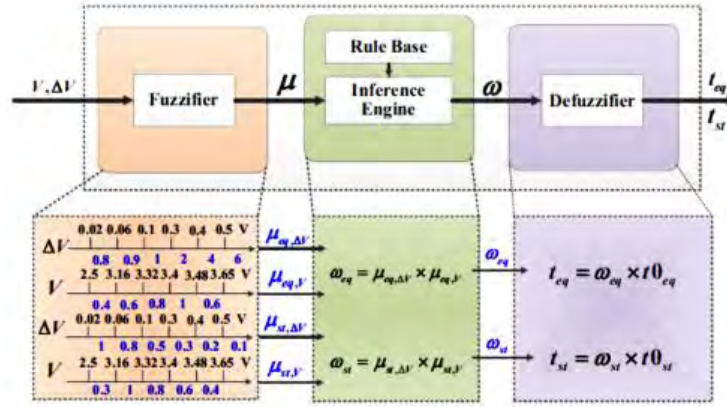 Rule Base
V, ΔV
Fuzzifier
μ
Inference
Engine
ω
Defuzzifier
t_eq
t_st
0.02 0.06 0.1 0.3 0.4 0.5 V
ΔV
0.8 0.9 1 2 4 6
μ_eq,ΔV
2.5 3.16 3.32 3.4 3.48 3.65 V
V
0.4 0.6 0.8 1 0.6
μ_eq,V
ω_eq = μ_eq,ΔV × μ_eq,V
ω_eq
t_eq = ω_eq × t0_eq
0.02 0.06 0.1 0.3 0.4 0.5 V
ΔV
1 0.8 0.5 0.3 0.2 0.1
μ_st,ΔV
2.5 3.16 3.32 3.4 3.48 3.65 V
V
0.3 1 0.8 0.6 0.4
μ_st,V
ω_st = μ_st,ΔV × μ_st,V
ω_st
t_st = ω_st × t0_st